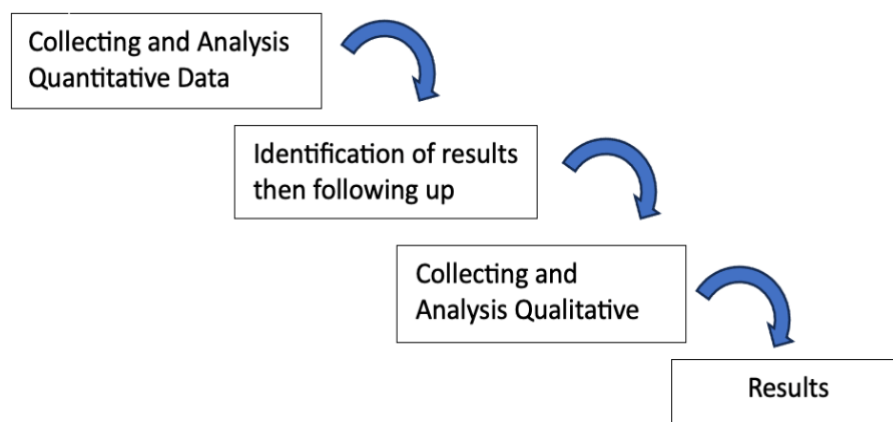 Collecting and Analysis
Quantitative Data
Identification of results
then following up
Collecting and
Analysis Qualitative
Results